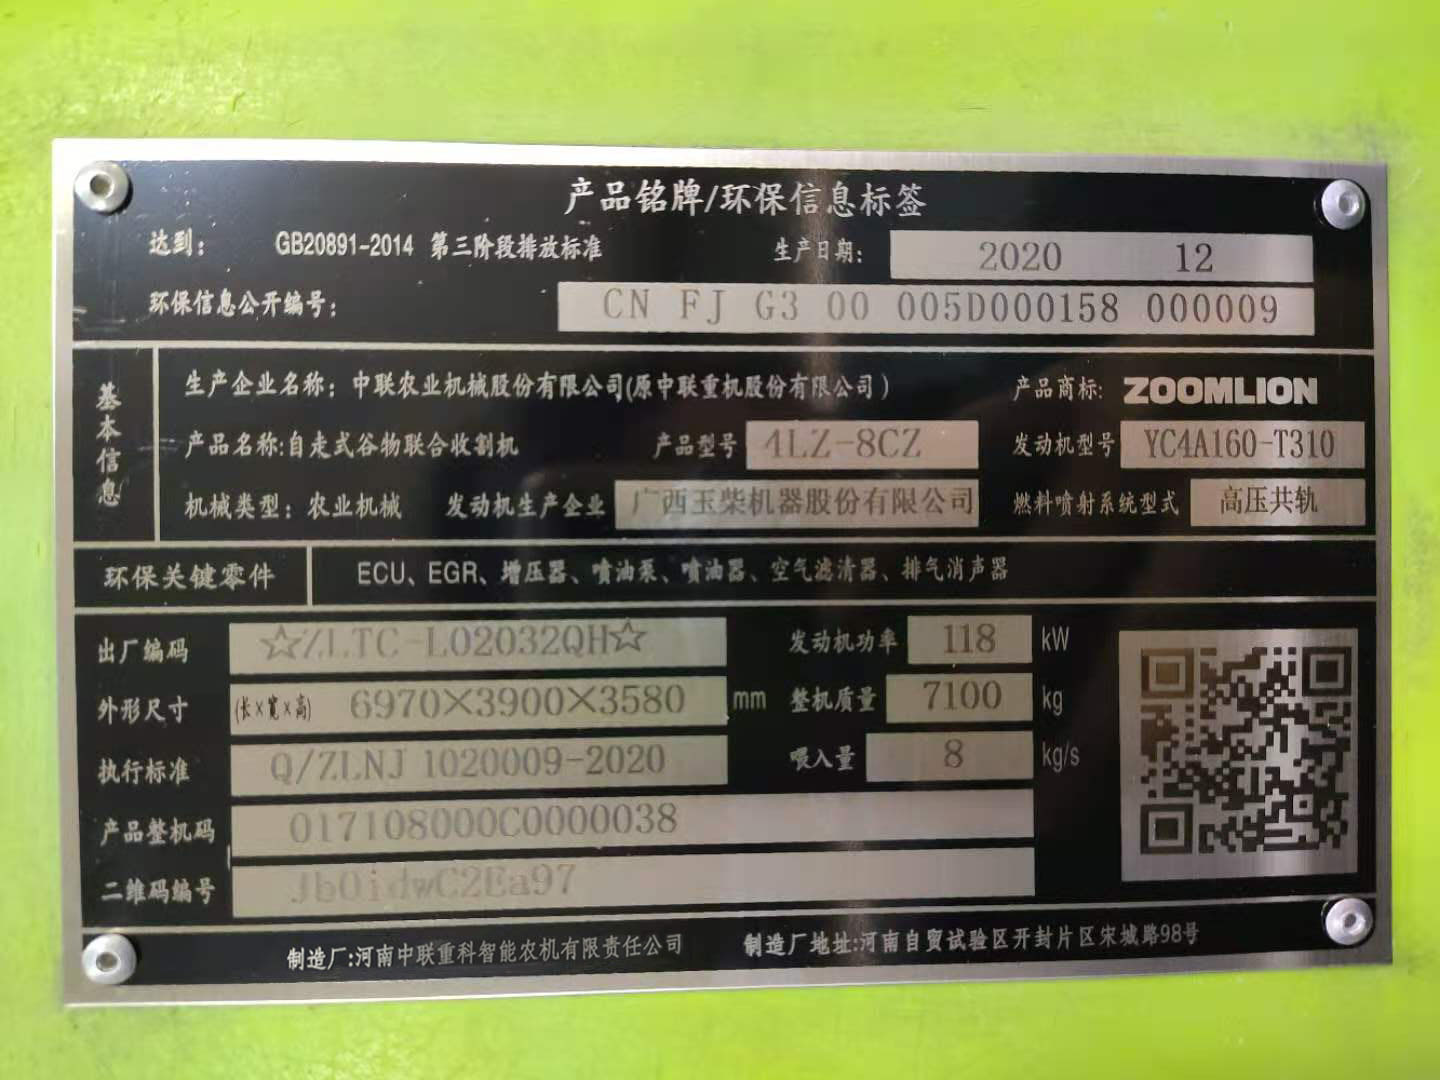 产品铭牌/环保信息标签
达到： GB20891-2014 第三阶段排放标准 生产日期： 2020 12
环保信息公开编号： CN FJ G3 00 005D000158 000009
基本信息
生产企业名称：中联农业机械股份有限公司(原中联重机股份有限公司) 产品商标: ZOOMLION
产品名称:自走式谷物联合收割机 产品型号 4LZ-8CZ 发动机型号 YC4A160-T310
机械类型：农业机械 发动机生产企业 广西玉柴机器股份有限公司 燃料喷射系统型式 高压共轨
环保关键零件 ECU、EGR、增压器、喷油泵、喷油器、空气滤清器、排气消声器
出厂编码 ☆ZLTC-L02032QH☆ 发动机功率 118 kW
外形尺寸 (长×宽×高) 6970×3900×3580 mm 整机质量 7100 kg
执行标准 Q/ZLNJ 1020009-2020 喂入量 8 kg/s
产品整机码 017108000C0000038
二维码编号 Jb0idwC2Ea97
制造厂:河南中联重科智能农机有限责任公司 制造厂地址:河南自贸试验区开封片区宋城路98号